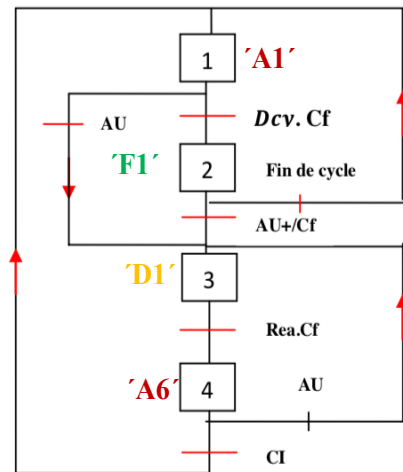 1 ´A1´
AU
Dcv. Cf
´F1´ 2
Fin de cycle
AU+/Cf
´D1´ 3
Rea.Cf
´A6´ 4
AU
CI